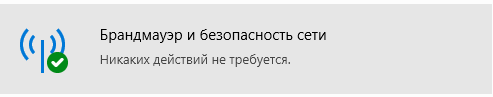 Брандмауэр и безопасность сети
Никаких действий не требуется.